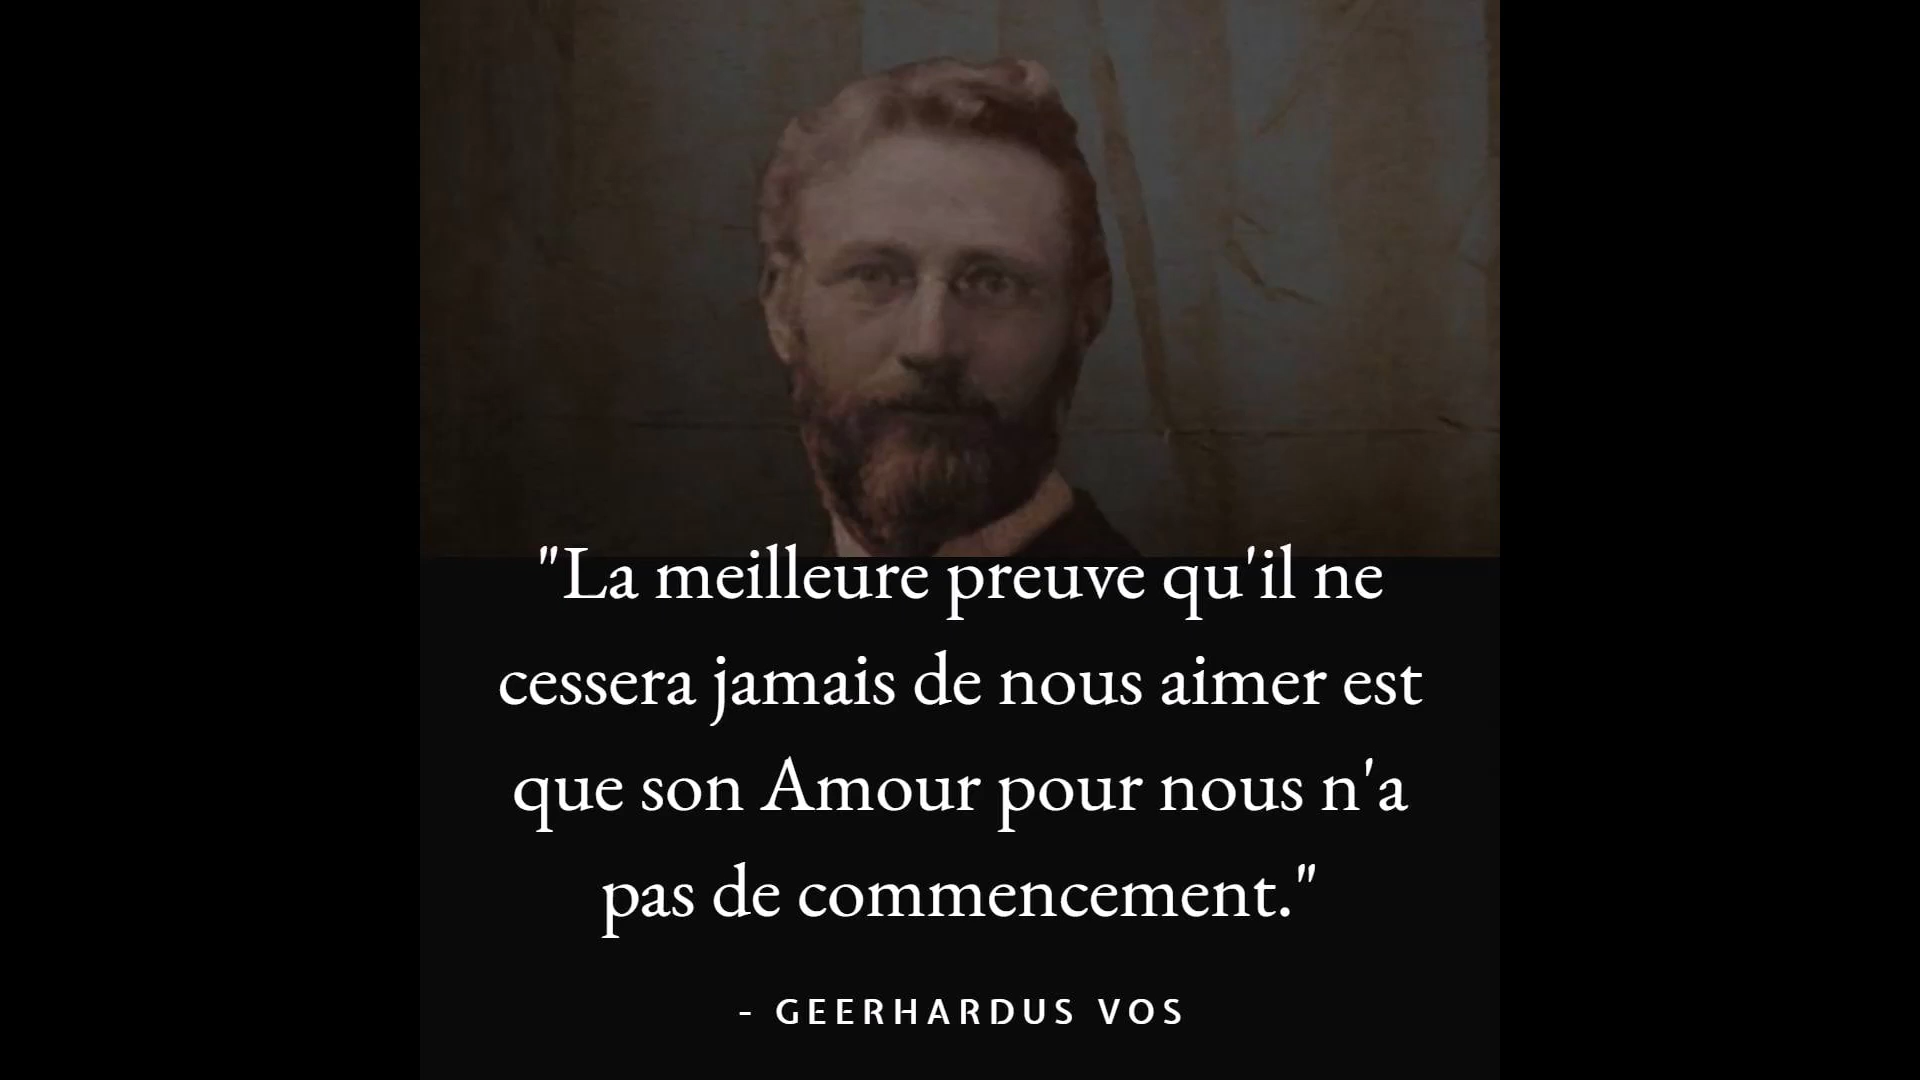 "La meilleure preuve qu'il ne
cessera jamais de nous aimer est
que son Amour pour nous n'a
pas de commencement."
- GEERHARDUS VOS